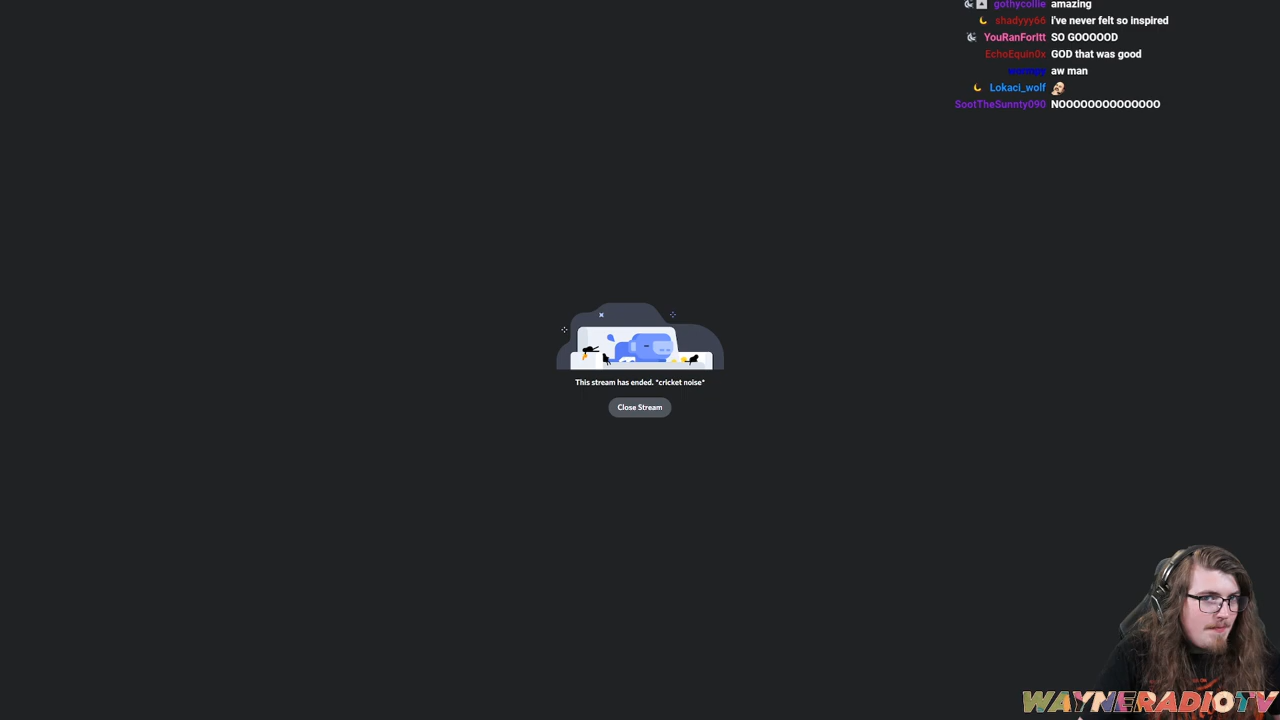 gothycollie amazing
shadyyy66 i've never felt so inspired
YouRanForItt SO GOOOOOD
EchoEquin0x GOD that was good
aw man
Lokaci_wolf
SootTheSunnty090 NOOOOOOOOOOOOOO
This stream has ended. *cricket noise*
Close Stream
WAYNERADIOTV